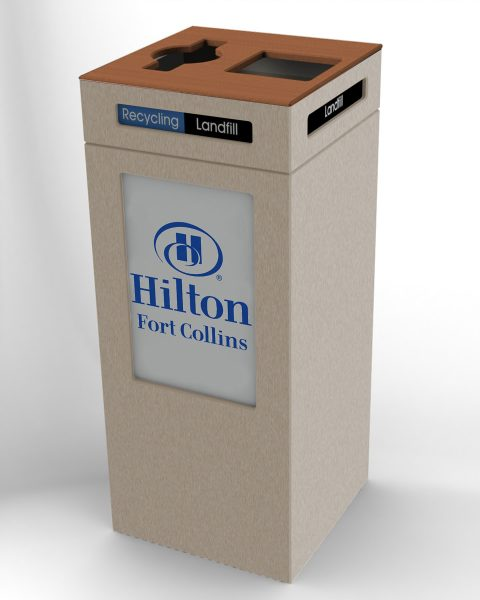 Recycling Landfill
Landfill
H
®
Hilton
Fort Collins